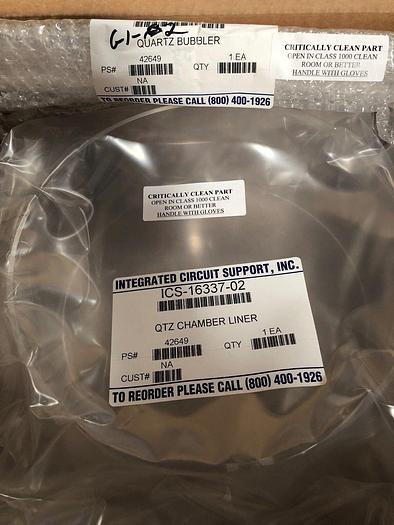 QUARTZ BUBBLER
PS# 42649 QTY 1 EA
NA
CUST#
TO REORDER PLEASE CALL (800) 400-1926
CRITICALLY CLEAN PART
OPEN IN CLASS 1000 CLEAN
ROOM OR BETTER
HANDLE WITH GLOVES
CRITICALLY CLEAN PART
OPEN IN CLASS 1000 CLEAN
ROOM OR BETTER
HANDLE WITH GLOVES
INTEGRATED CIRCUIT SUPPORT, INC.
ICS-16337-02
QTZ CHAMBER LINER
42649 1 EA
PS# QTY
NA
CUST#
TO REORDER PLEASE CALL (800) 400-1926